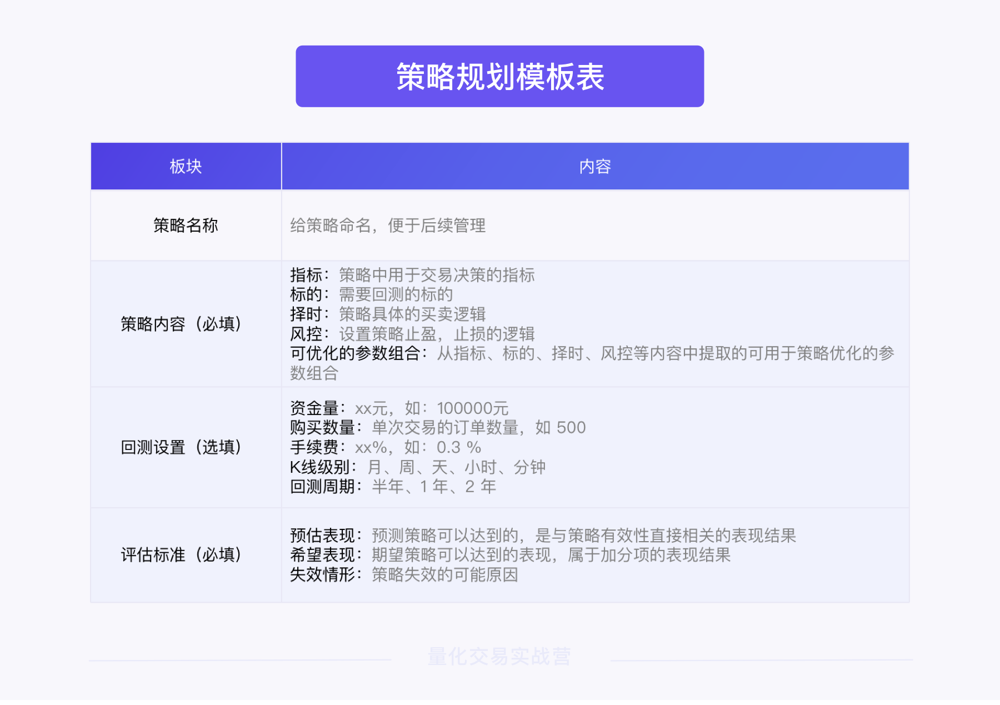 策略规划模板表
板块
内容
策略名称
给策略命名，便于后续管理
策略内容（必填）
指标：策略中用于交易决策的指标
标的：需要回测的标的
择时：策略具体的买卖逻辑
风控：设置策略止盈，止损的逻辑
可优化的参数组合：从指标、标的、择时、风控等内容中提取的可用于策略优化的参
数组合
回测设置（选填）
资金量：xx元，如：100000元
购买数量：单次交易的订单数量，如 500
手续费：xx%，如：0.3 %
K线级别：月、周、天、小时、分钟
回测周期：半年、1 年、2 年
评估标准（必填）
预估表现：预测策略可以达到的，是与策略有效性直接相关的表现结果
希望表现：期望策略可以达到的表现，属于加分项的表现结果
失效情形：策略失效的可能原因
量化交易实战营